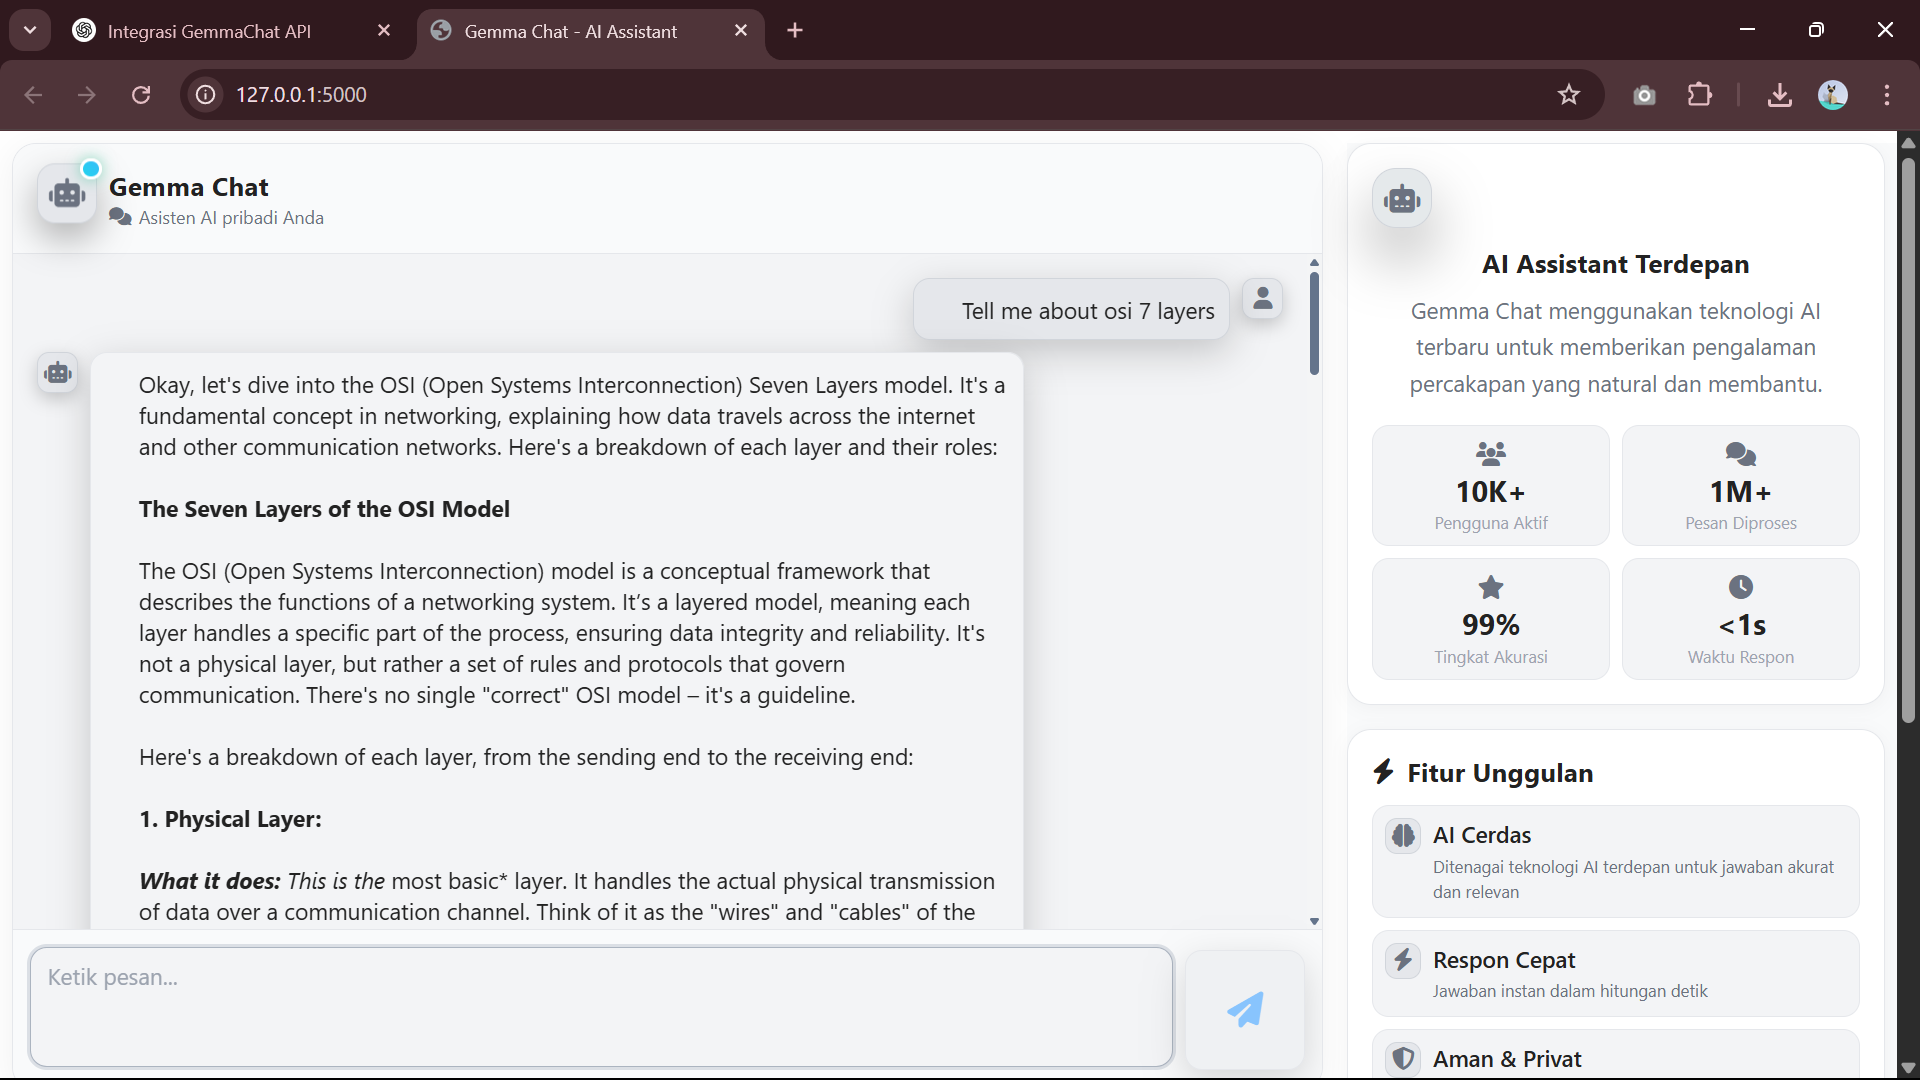 Integrasi GemmaChat API
Gemma Chat - AI Assistant
127.0.0.1:5000
Gemma Chat
Asisten AI pribadi Anda
Tell me about osi 7 layers
Okay, let's dive into the OSI (Open Systems Interconnection) Seven Layers model. It's a
fundamental concept in networking, explaining how data travels across the internet
and other communication networks. Here's a breakdown of each layer and their roles:
The Seven Layers of the OSI Model
The OSI (Open Systems Interconnection) model is a conceptual framework that
describes the functions of a networking system. It’s a layered model, meaning each
layer handles a specific part of the process, ensuring data integrity and reliability. It's
not a physical layer, but rather a set of rules and protocols that govern
communication. There's no single "correct" OSI model – it's a guideline.
Here's a breakdown of each layer, from the sending end to the receiving end:
1. Physical Layer:
What it does: This is the most basic* layer. It handles the actual physical transmission
of data over a communication channel. Think of it as the "wires" and "cables" of the
Ketik pesan...
AI Assistant Terdepan
Gemma Chat menggunakan teknologi AI
terbaru untuk memberikan pengalaman
percakapan yang natural dan membantu.
10K+
Pengguna Aktif
1M+
Pesan Diproses
99%
Tingkat Akurasi
<1s
Waktu Respon
Fitur Unggulan
AI Cerdas
Ditenagai teknologi AI terdepan untuk jawaban akurat
dan relevan
Respon Cepat
Jawaban instan dalam hitungan detik
Aman & Privat